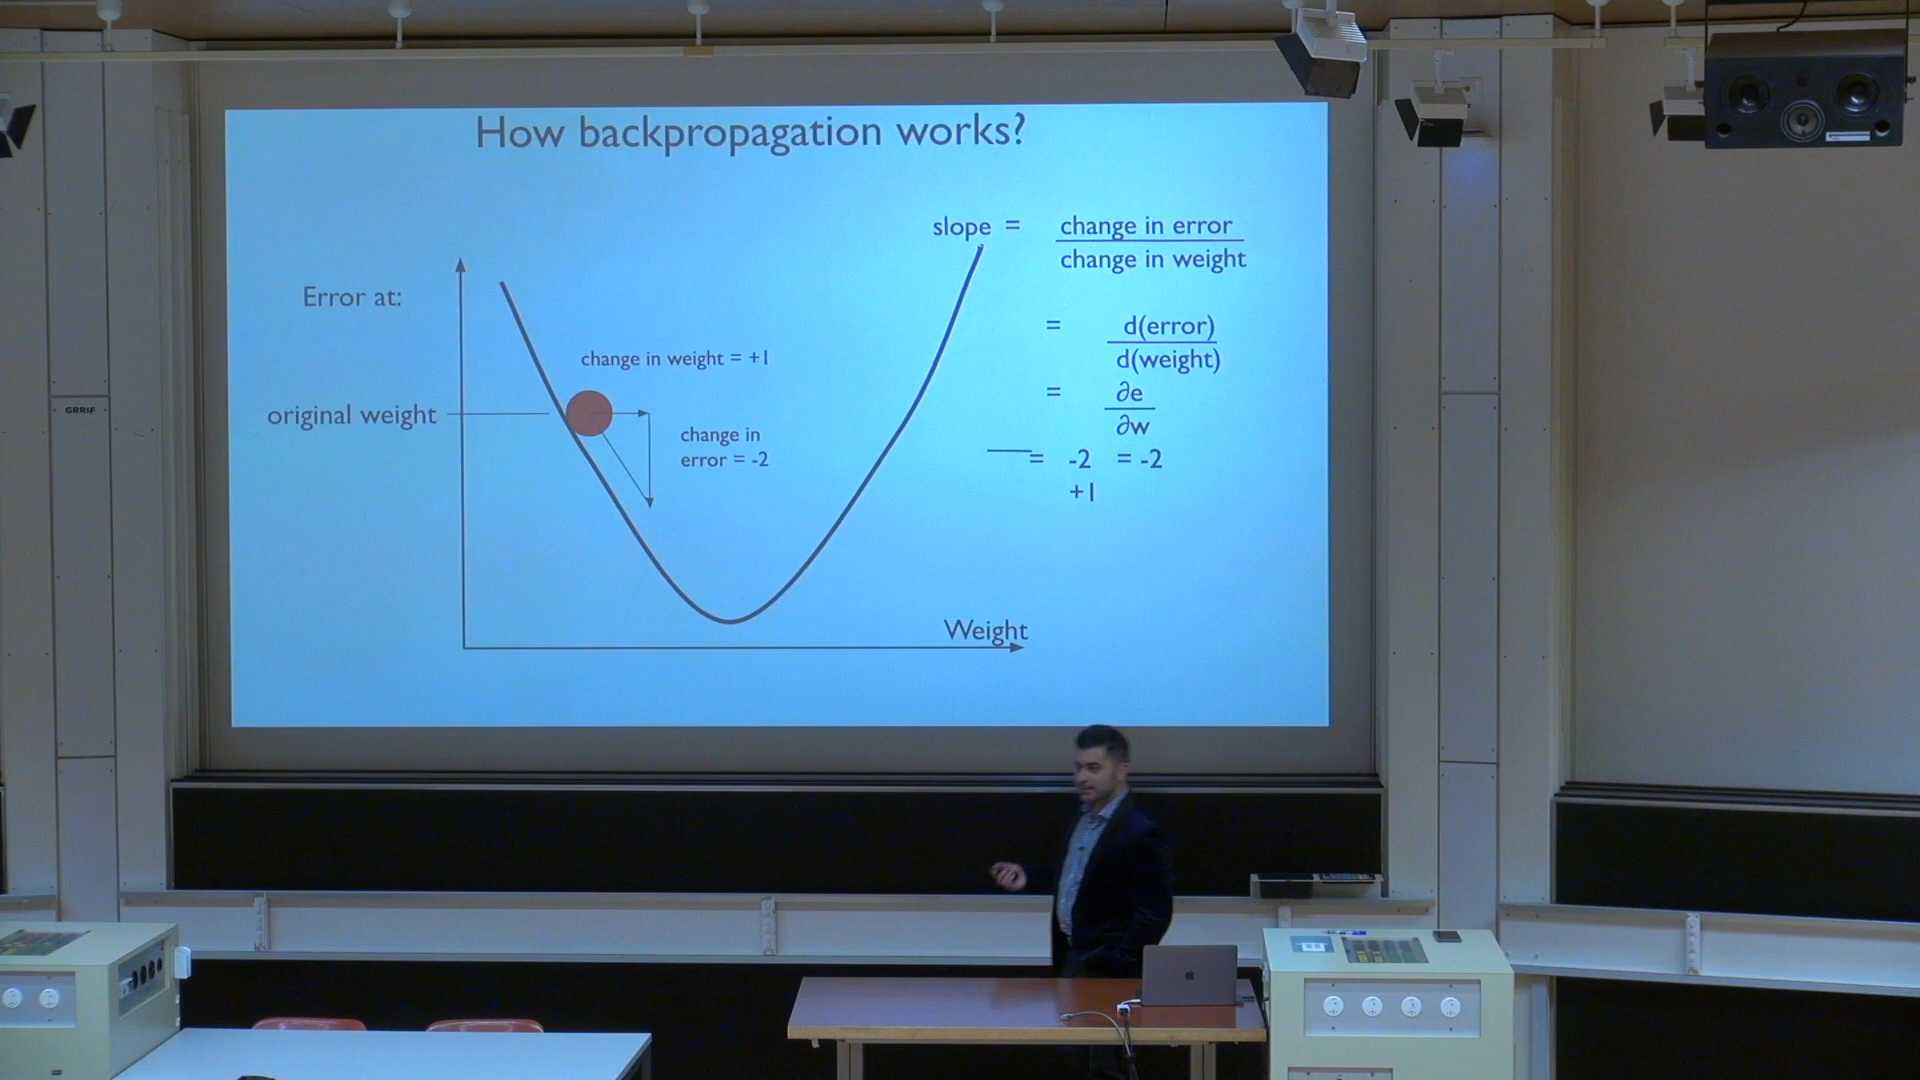 How backpropagation works?
slope = change in error
change in weight
Error at:
= d(error)
d(weight)
change in weight = +1
= ∂e
∂w
original weight
change in
error = -2
= -2 = -2
+1
Weight
GRRIF